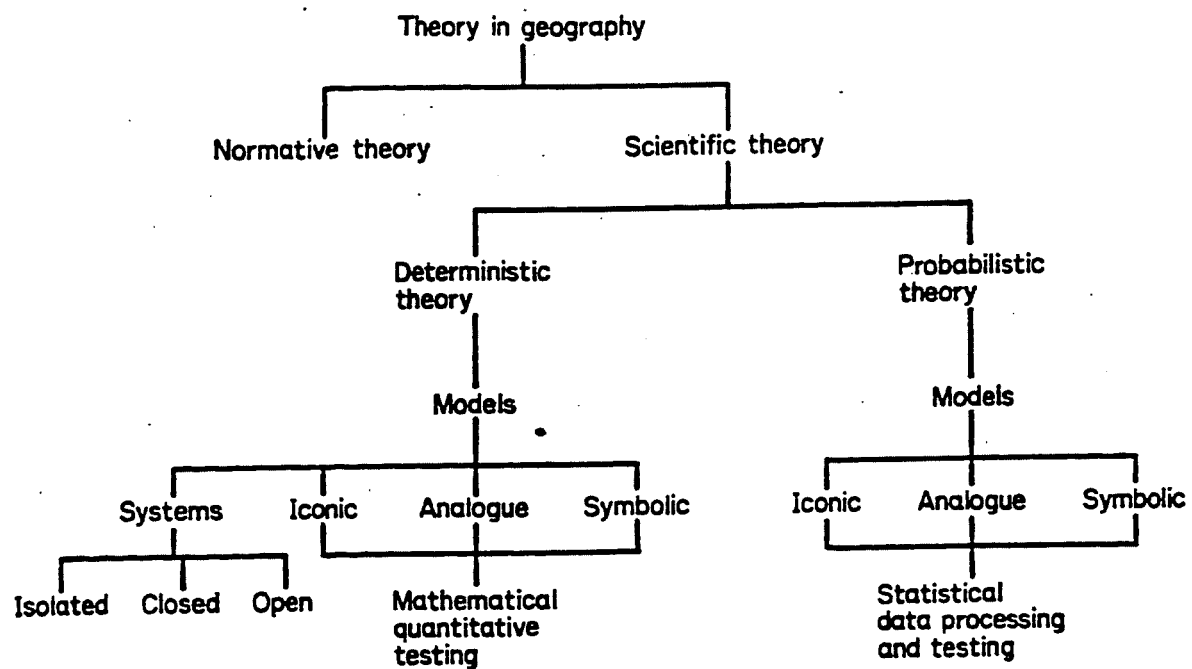 Theory in geography
Normative theory
Scientific theory
Deterministic
theory
Probabilistic
theory
Models
Models
Systems
Iconic
Analogue
Symbolic
Iconic
Analogue
Symbolic
Isolated
Closed
Open
Mathematical
quantitative
testing
Statistical
data processing
and testing